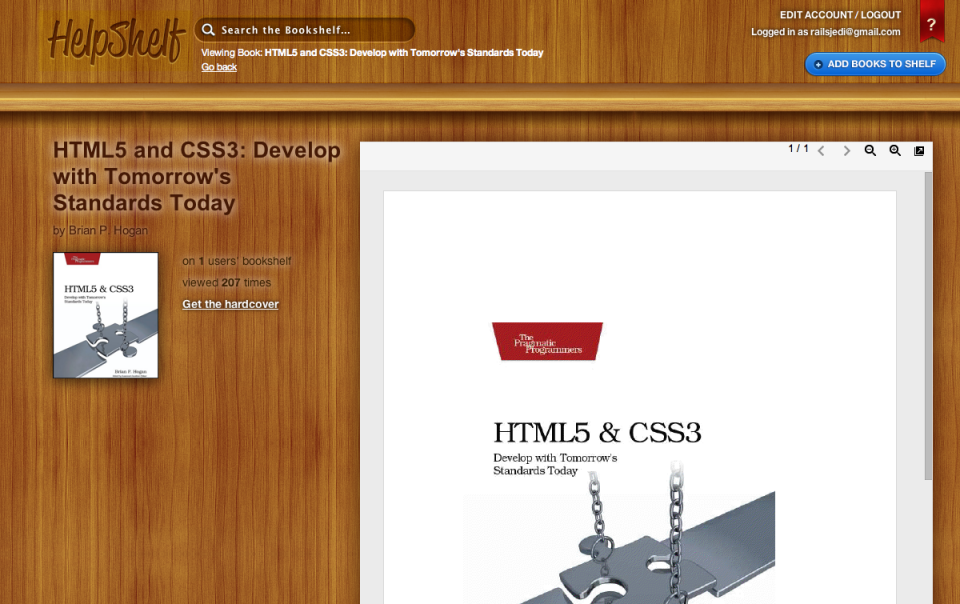 HelpShelf
Search the Bookshelf...
Viewing Book: HTML5 and CSS3: Develop with Tomorrow's Standards Today
Go back
EDIT ACCOUNT / LOGOUT
Logged in as railsjedi@gmail.com
?
ADD BOOKS TO SHELF
HTML5 and CSS3: Develop
with Tomorrow's
Standards Today
by Brian P. Hogan
HTML5 & CSS3
Develop with Tomorrow's
Standards Today
Brian P. Hogan
on 1 users' bookshelf
viewed 207 times
Get the hardcover
1 / 1
The
Pragmatic
Programmers
HTML5 & CSS3
Develop with Tomorrow's
Standards Today